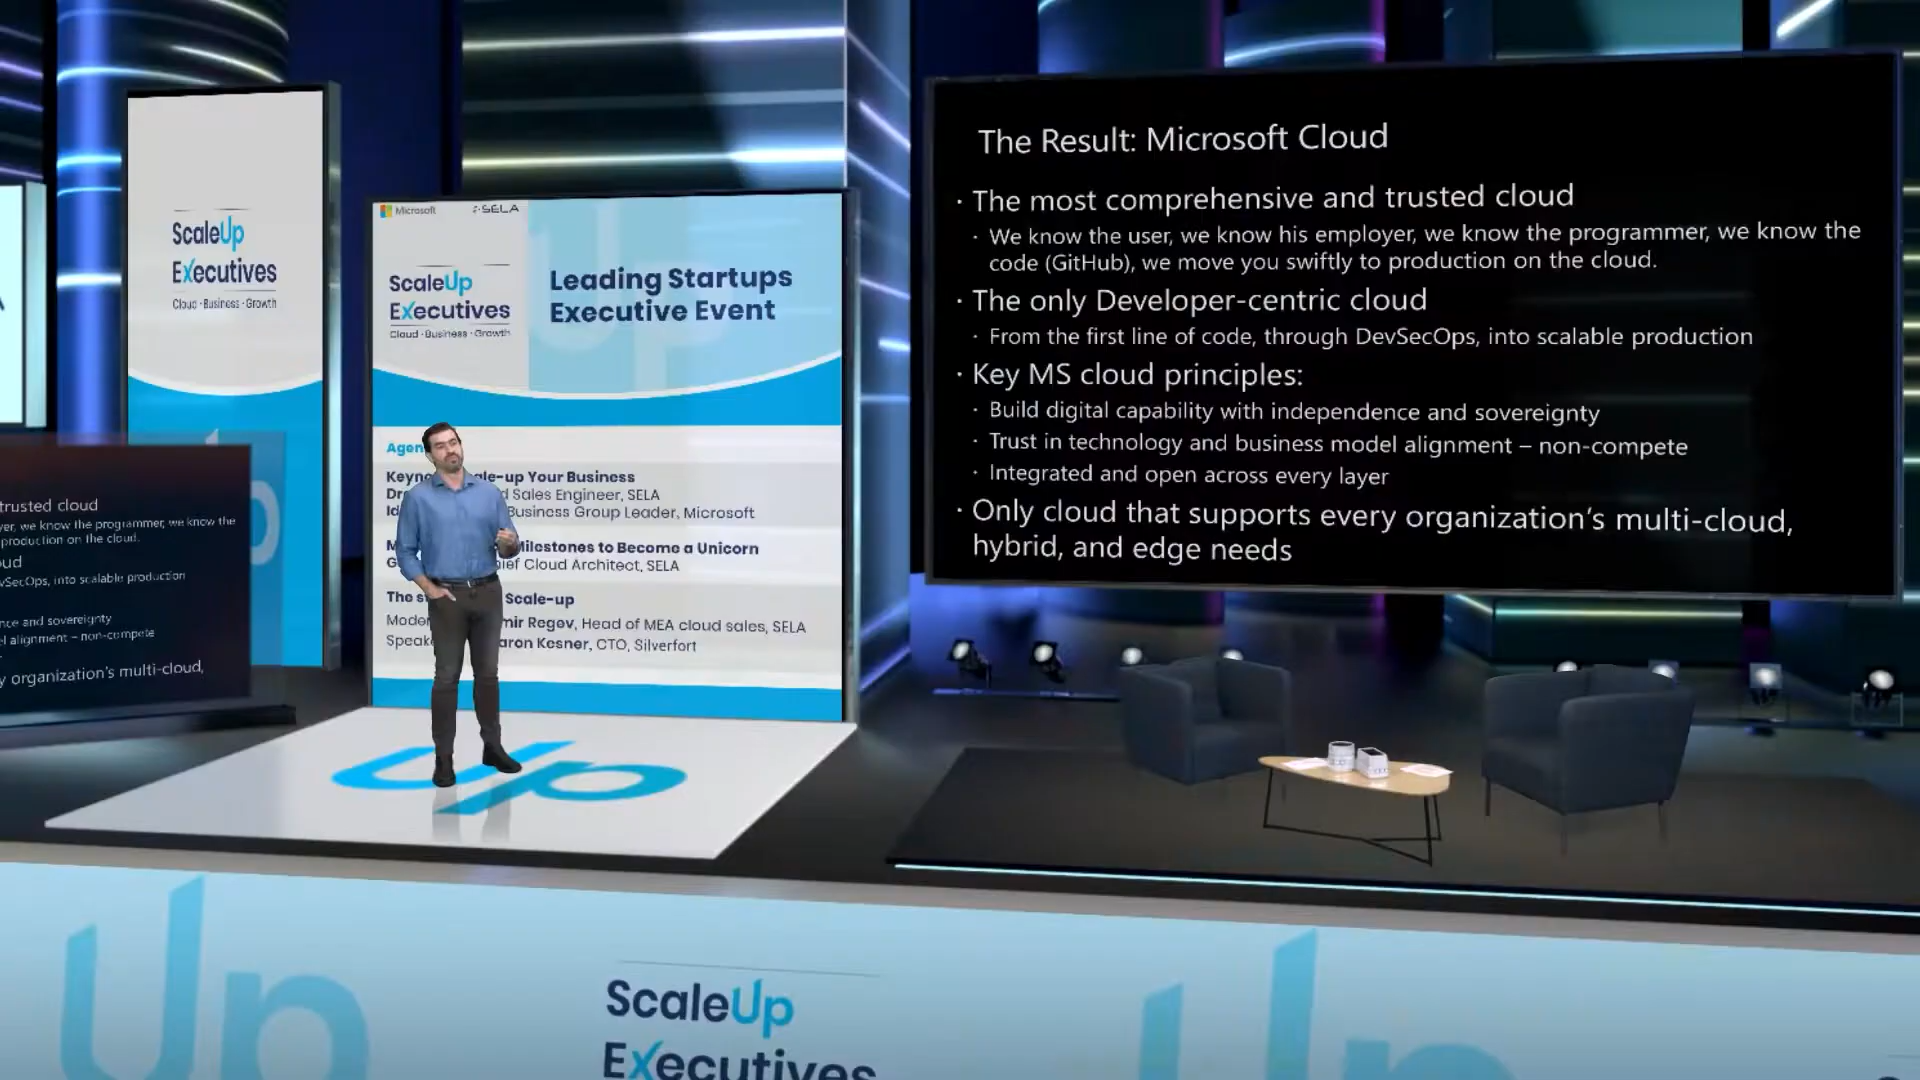 ScaleUp
Executives
Cloud · Business · Growth
Microsoft
SELA
ScaleUp
Executives
Cloud · Business · Growth
Leading Startups
Executive Event
ale-up Your Business
Sales Engineer, SELA
Business Group Leader, Microsoft
Milestones to Become a Unicorn
Cloud Architect, SELA
The Scale-up
Regev, Head of MEA cloud sales, SELA
Kesner, CTO, Silverfort
The Result: Microsoft Cloud
· The most comprehensive and trusted cloud
· We know the user, we know his employer, we know the programmer, we know the
code (GitHub), we move you swiftly to production on the cloud.
· The only Developer-centric cloud
· From the first line of code, through DevSecOps, into scalable production
· Key MS cloud principles:
· Build digital capability with independence and sovereignty
· Trust in technology and business model alignment – non-compete
· Integrated and open across every layer
· Only cloud that supports every organization's multi-cloud,
hybrid, and edge needs
trusted cloud
we know the programmer, we know the
production on the cloud.
into scalable production
and sovereignty
alignment – non-compete
organization's multi-cloud,
Up
Up
ScaleUp
Executives
Up